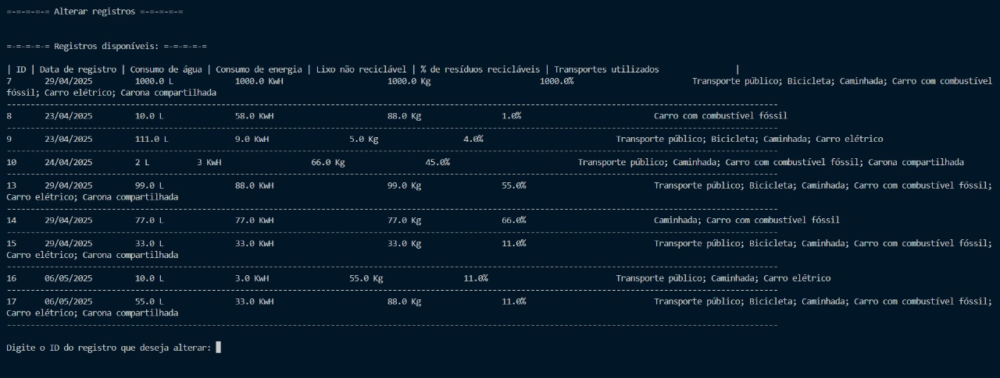 =-=-=-=-= Alterar registros =-=-=-=-=
=-=-=-=-= Registros disponíveis: =-=-=-=-=
| ID | Data de registro | Consumo de água | Consumo de energia | Lixo não reciclável | % de resíduos recicláveis | Transportes utilizados |
7 29/04/2025 1000.0 L 1000.0 KwH 1000.0 Kg 1000.0% Transporte público; Bicicleta; Caminhada; Carro com combustível
fóssil; Carro elétrico; Carona compartilhada
8 23/04/2025 10.0 L 58.0 KwH 88.0 Kg 1.0% Carro com combustível fóssil
9 23/04/2025 111.0 L 9.0 KwH 5.0 Kg 4.0% Transporte público; Bicicleta; Caminhada; Carro elétrico
10 24/04/2025 2 L 3 KwH 66.0 Kg 45.0% Transporte público; Caminhada; Carro com combustível fóssil; Carona compartilhada
13 29/04/2025 99.0 L 88.0 KwH 99.0 Kg 55.0% Transporte público; Bicicleta; Caminhada; Carro com combustível fóssil;
Carro elétrico; Carona compartilhada
14 29/04/2025 77.0 L 77.0 KwH 77.0 Kg 66.0% Caminhada; Carro com combustível fóssil
15 29/04/2025 33.0 L 33.0 KwH 33.0 Kg 11.0% Transporte público; Bicicleta; Caminhada; Carro com combustível fóssil;
Carro elétrico; Carona compartilhada
16 06/05/2025 10.0 L 3.0 KwH 55.0 Kg 11.0% Transporte público; Caminhada; Carro elétrico
17 06/05/2025 55.0 L 33.0 KwH 88.0 Kg 11.0% Transporte público; Bicicleta; Caminhada; Carro com combustível fóssil;
Carro elétrico; Carona compartilhada
Digite o ID do registro que deseja alterar: